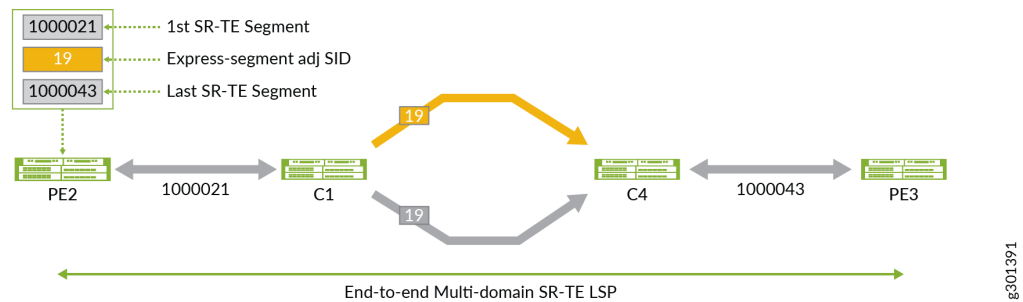 1000021
1st SR-TE Segment
19
Express-segment adj SID
1000043
Last SR-TE Segment
19
PE2
1000021
C1
C4
1000043
PE3
19
End-to-end Multi-domain SR-TE LSP
g301391